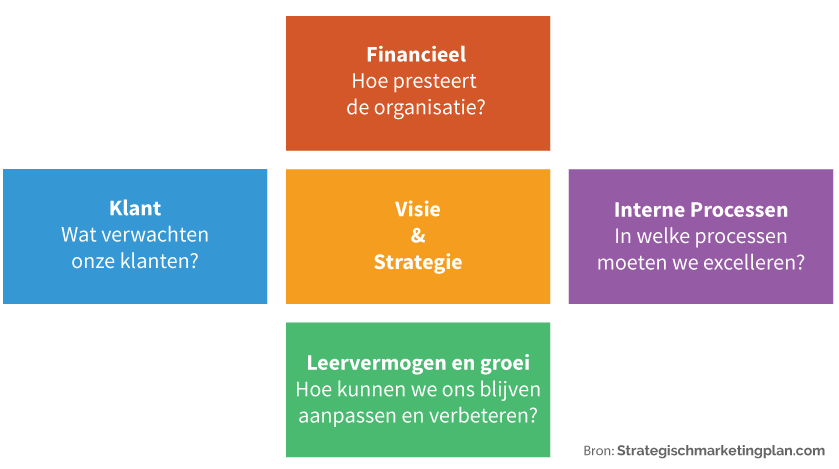 Financieel
Hoe presteert
de organisatie?
Klant
Wat verwachten
onze klanten?
Visie
&
Strategie
Interne Processen
In welke processen
moeten we excelleren?
Leervermogen en groei
Hoe kunnen we ons blijven
aanpassen en verbeteren?
Bron: Strategischmarketingplan.com